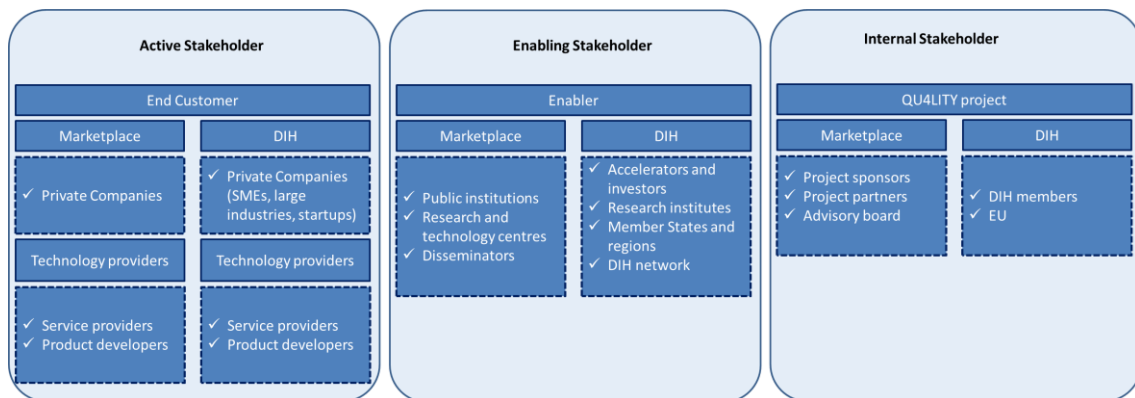 Active Stakeholder
End Customer
Marketplace
DIH
✓ Private Companies
✓ Private Companies
(SMEs, large
industries, startups)
Technology providers
Technology providers
✓ Service providers
✓ Product developers
✓ Service providers
✓ Product developers
Enabling Stakeholder
Enabler
Marketplace
DIH
✓ Public institutions
✓ Research and
technology centres
✓ Disseminators
✓ Accelerators and
investors
✓ Research institutes
✓ Member States and
regions
✓ DIH network
Internal Stakeholder
QU4LITY project
Marketplace
DIH
✓ Project sponsors
✓ Project partners
✓ Advisory board
✓ DIH members
✓ EU